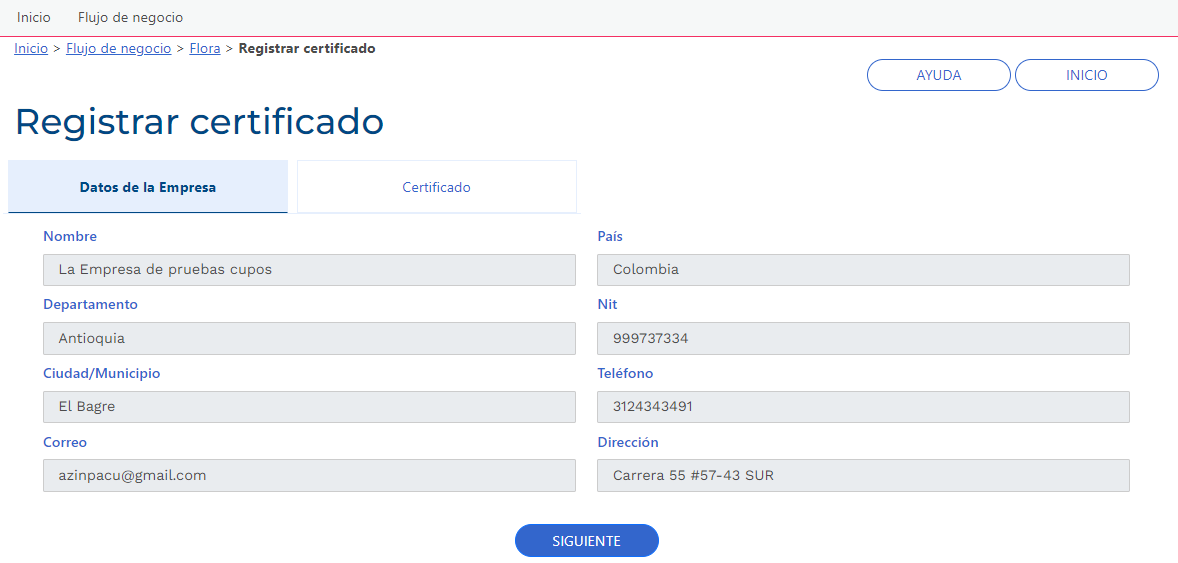 Inicio Flujo de negocio
Inicio > Flujo de negocio > Flora > Registrar certificado
AYUDA INICIO
Registrar certificado
Datos de la Empresa Certificado
Nombre País
La Empresa de pruebas cupos Colombia
Departamento Nit
Antioquia 999737334
Ciudad/Municipio Teléfono
El Bagre 3124343491
Correo Dirección
azinpacu@gmail.com Carrera 55 #57-43 SUR
SIGUIENTE